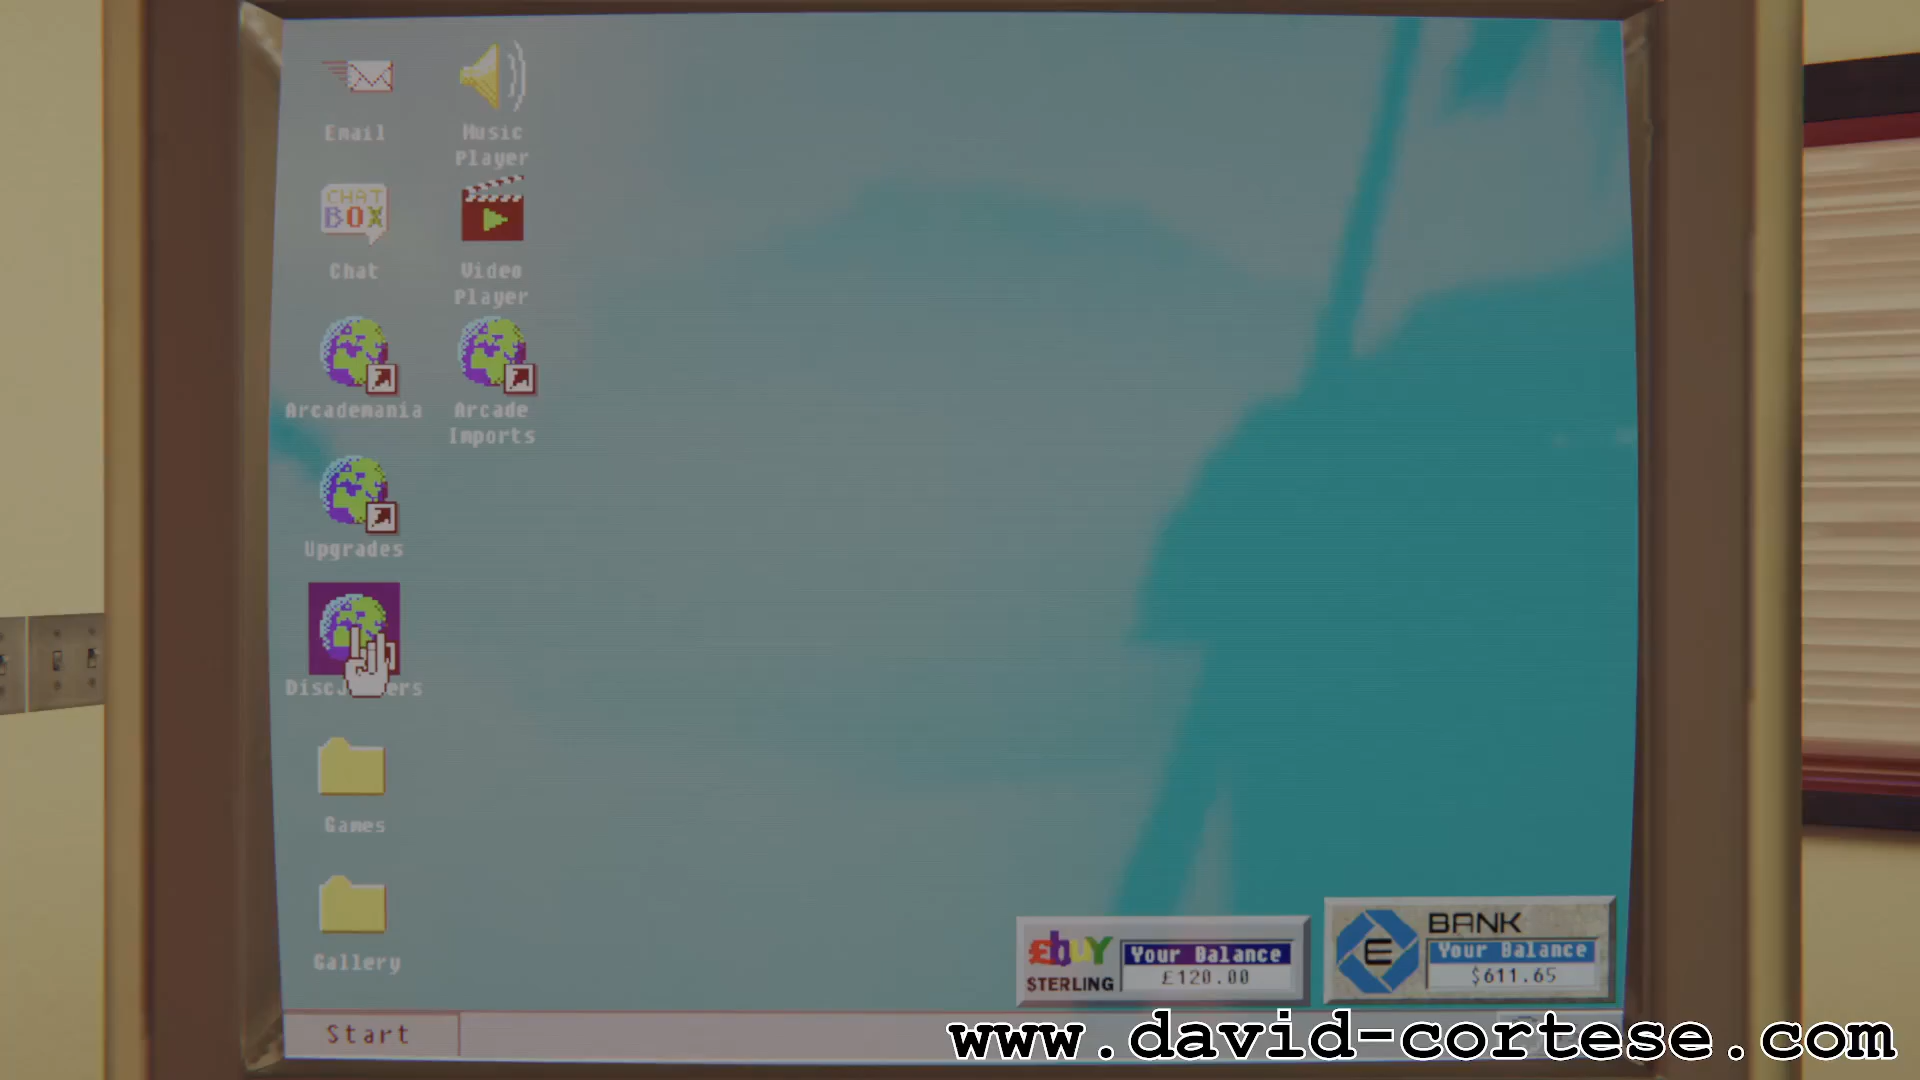 Email
Music
Player
CHAT
BOX
Chat
Video
Player
Arcademania
Arcade
Imports
Upgrades
Games
Gallery
£buy
STERLING
Your Balance
£120.00
E
BANK
Your Balance
$611.65
Start
www.david-cortese.com